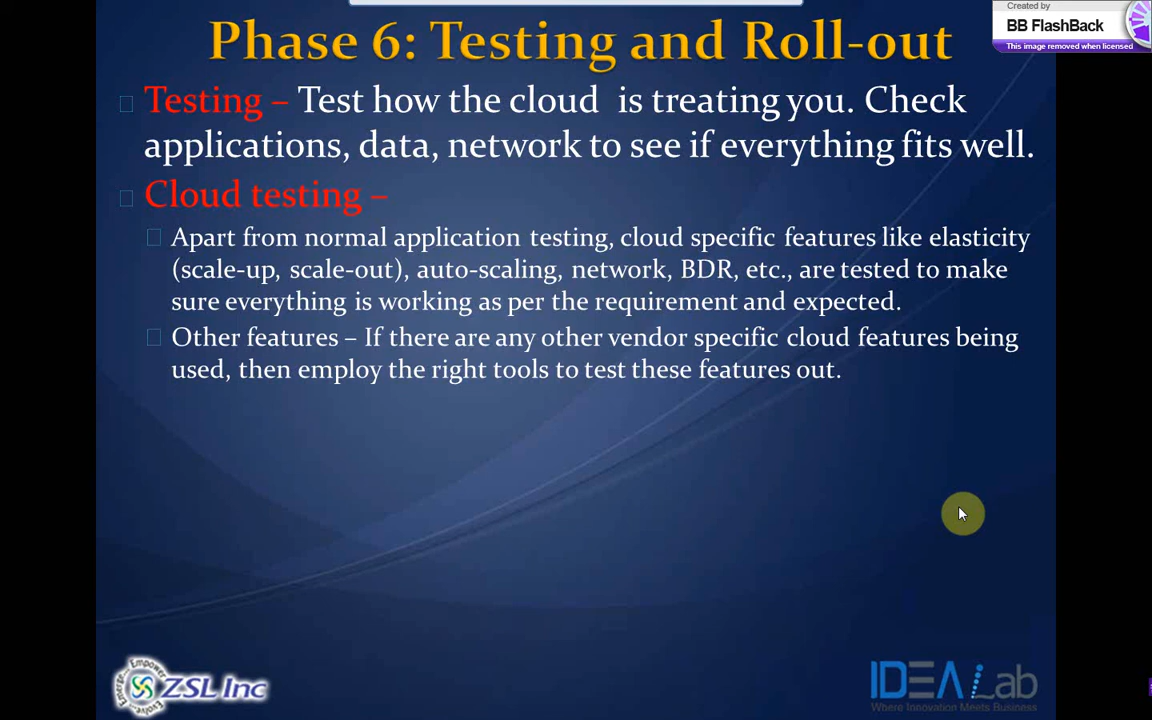 Created by
BB FlashBack
This image removed when licensed
Phase 6: Testing and Roll-out
Testing – Test how the cloud is treating you. Check
applications, data, network to see if everything fits well.
Cloud testing –
Apart from normal application testing, cloud specific features like elasticity
(scale-up, scale-out), auto-scaling, network, BDR, etc., are tested to make
sure everything is working as per the requirement and expected.
Other features – If there are any other vendor specific cloud features being
used, then employ the right tools to test these features out.
Empower
Evolve
ZSL Inc
IDEA Lab
Where Innovation Meets Business